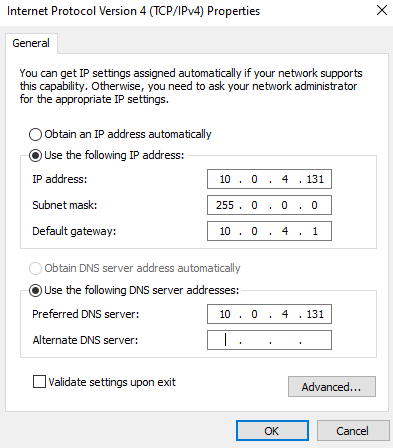 Internet Protocol Version 4 (TCP/IPv4) Properties
General
You can get IP settings assigned automatically if your network supports
this capability. Otherwise, you need to ask your network administrator
for the appropriate IP settings.
Obtain an IP address automatically
Use the following IP address:
IP address: 10 . 0 . 4 . 131
Subnet mask: 255 . 0 . 0 . 0
Default gateway: 10 . 0 . 4 . 1
Obtain DNS server address automatically
Use the following DNS server addresses:
Preferred DNS server: 10 . 0 . 4 . 131
Alternate DNS server: . . .
Validate settings upon exit
Advanced...
OK Cancel